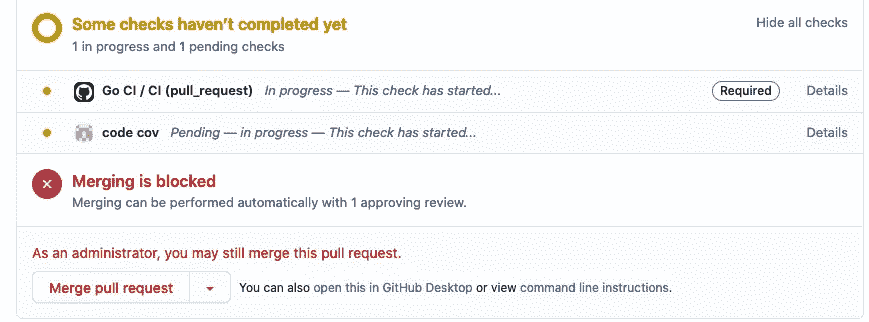 Some checks haven't completed yet
Hide all checks
1 in progress and 1 pending checks
Go CI / CI (pull_request) In progress — This check has started... Required Details
code cov Pending — in progress — This check has started... Details
Merging is blocked
Merging can be performed automatically with 1 approving review.
As an administrator, you may still merge this pull request.
Merge pull request You can also open this in GitHub Desktop or view command line instructions.